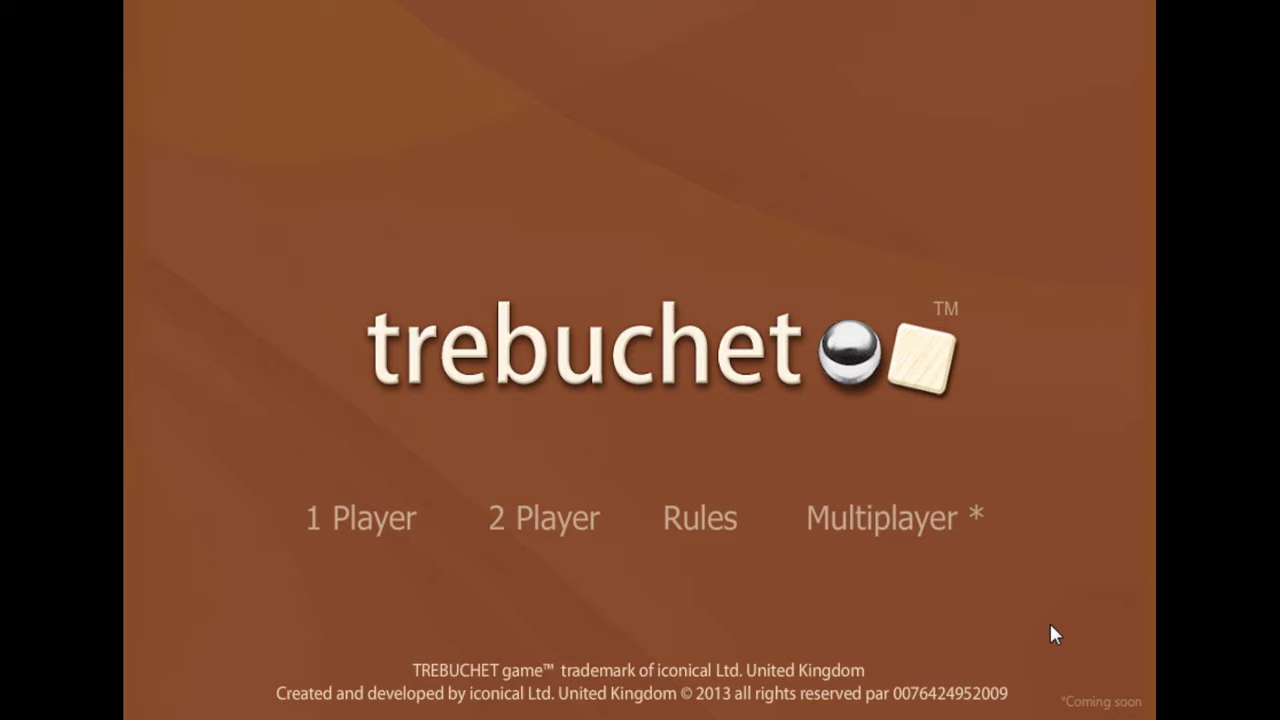 trebuchet TM
1 Player 2 Player Rules Multiplayer *
TREBUCHET game™ trademark of iconical Ltd. United Kingdom
Created and developed by iconical Ltd. United Kingdom © 2013 all rights reserved par 0076424952009
*Coming soon